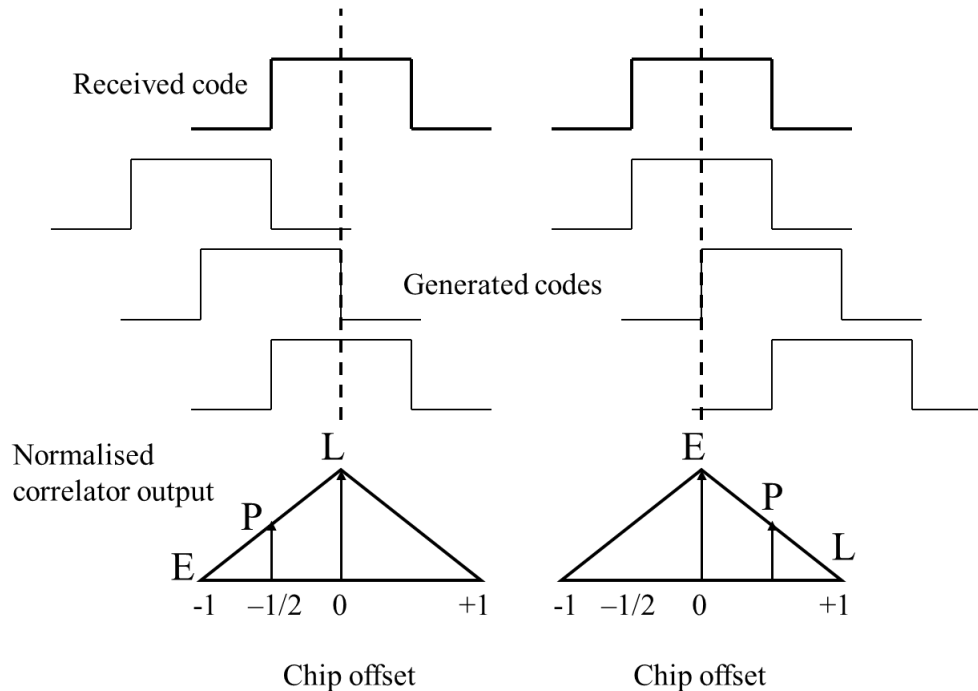 Received code
Generated codes
Normalised
correlator output
L
P
E
-1 –1/2 0 +1
Chip offset
E
P
L
-1 –1/2 0 +1
Chip offset